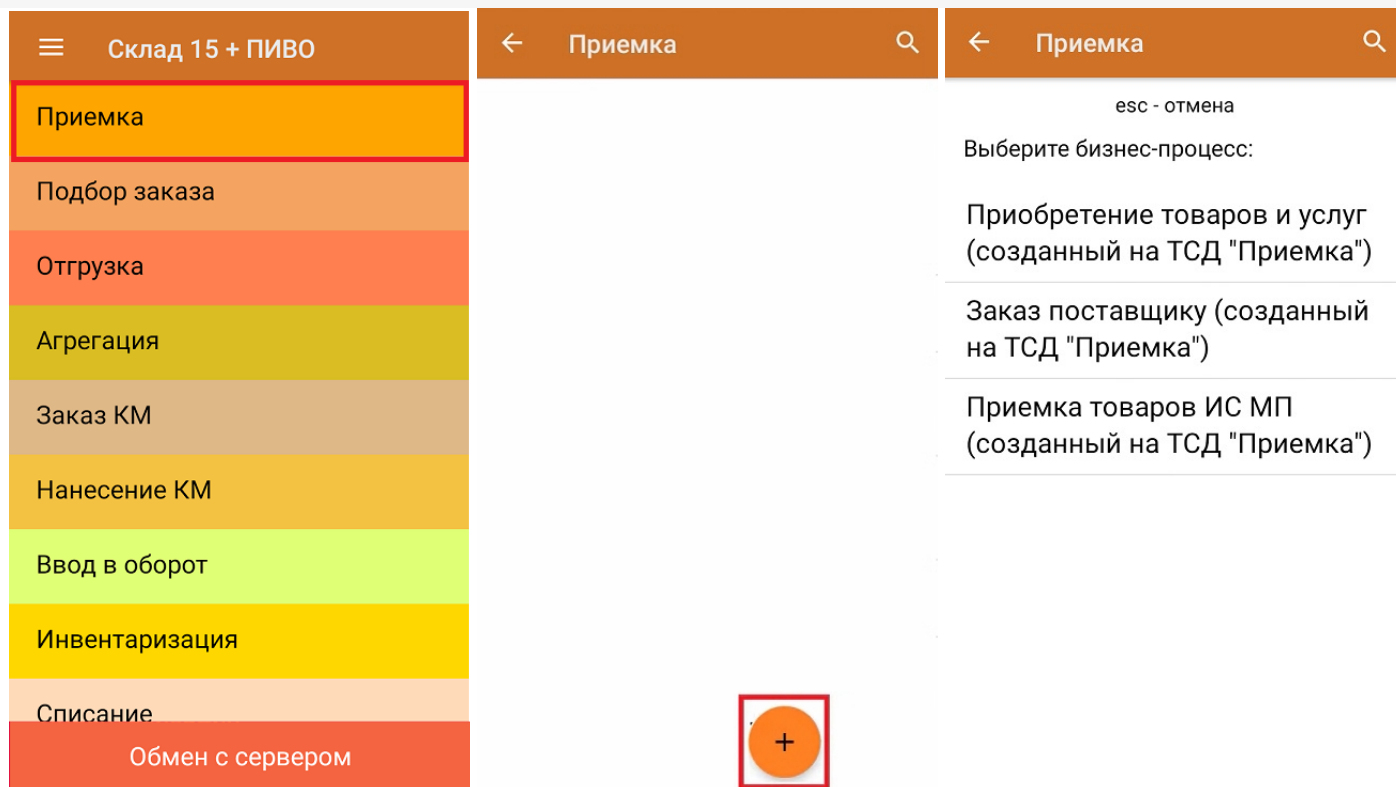 Склад 15 + ПИВО
Приемка
Подбор заказа
Отгрузка
Агрегация
Заказ КМ
Нанесение КМ
Ввод в оборот
Инвентаризация
Списание
Обмен с сервером
Приемка
+
Приемка
esc - отмена
Выберите бизнес-процесс:
Приобретение товаров и услуг
(созданный на ТСД "Приемка")
Заказ поставщику (созданный
на ТСД "Приемка")
Приемка товаров ИС МП
(созданный на ТСД "Приемка")